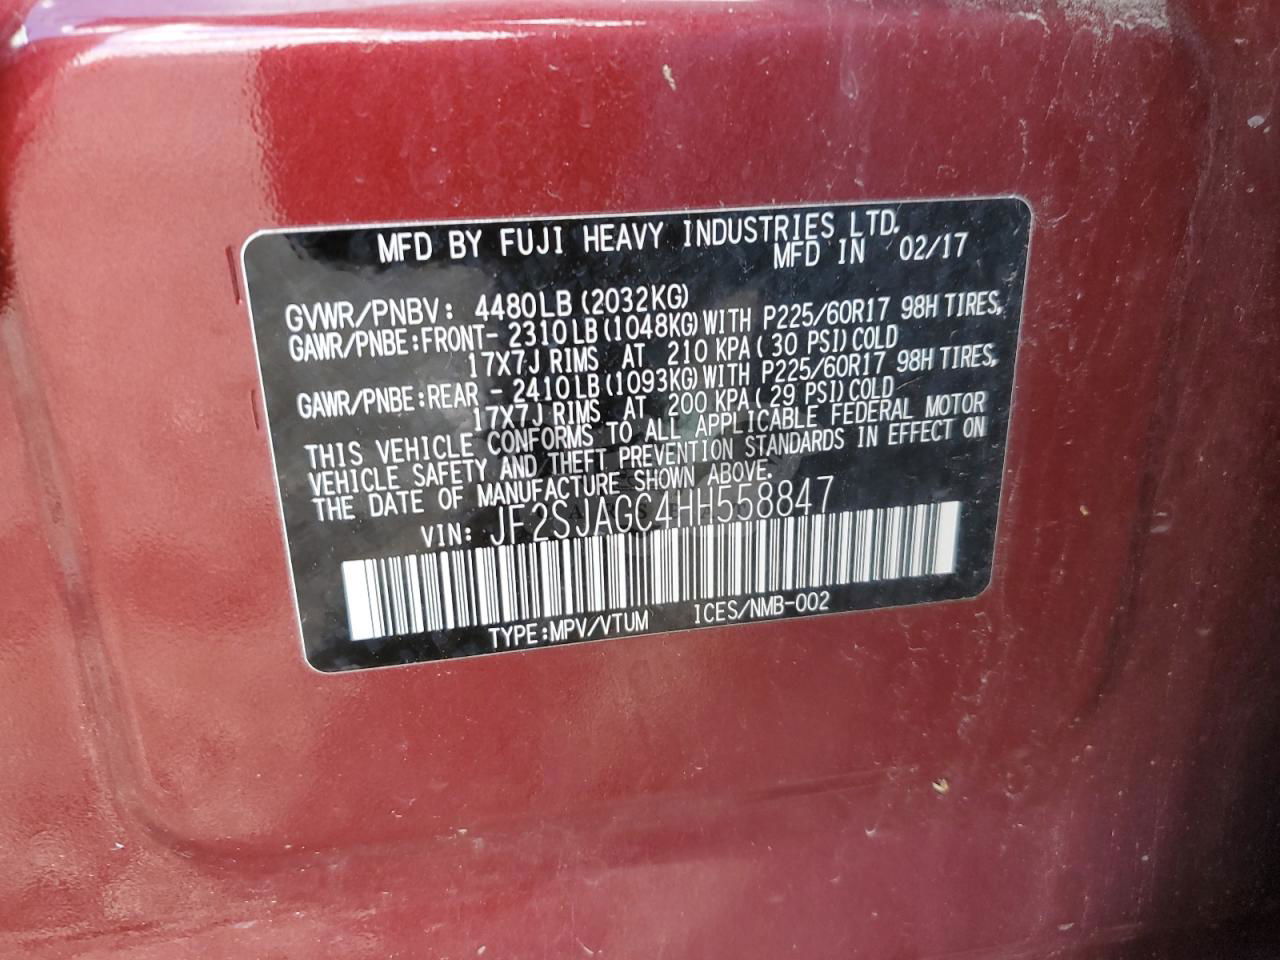 MFD BY FUJI HEAVY INDUSTRIES LTD.
MFD IN 02/17
GVWR/PNBV: 4480LB(2032KG)
GAWR/PNBE:FRONT- 2310LB(1048KG)WITH P225/60R17 98H TIRES,
17X7J RIMS AT 210 KPA( 30 PSI)COLD
GAWR/PNBE:REAR - 2410LB(1093KG)WITH P225/60R17 98H TIRES,
17X7J RIMS AT 200 KPA( 29 PSI)COLD
THIS VEHICLE CONFORMS TO ALL APPLICABLE FEDERAL MOTOR
VEHICLE SAFETY AND THEFT PREVENTION STANDARDS IN EFFECT ON
THE DATE OF MANUFACTURE SHOWN ABOVE.
VIN: JF2SJAGC4HH558847
TYPE:MPV/VTUM ICES/NMB-002